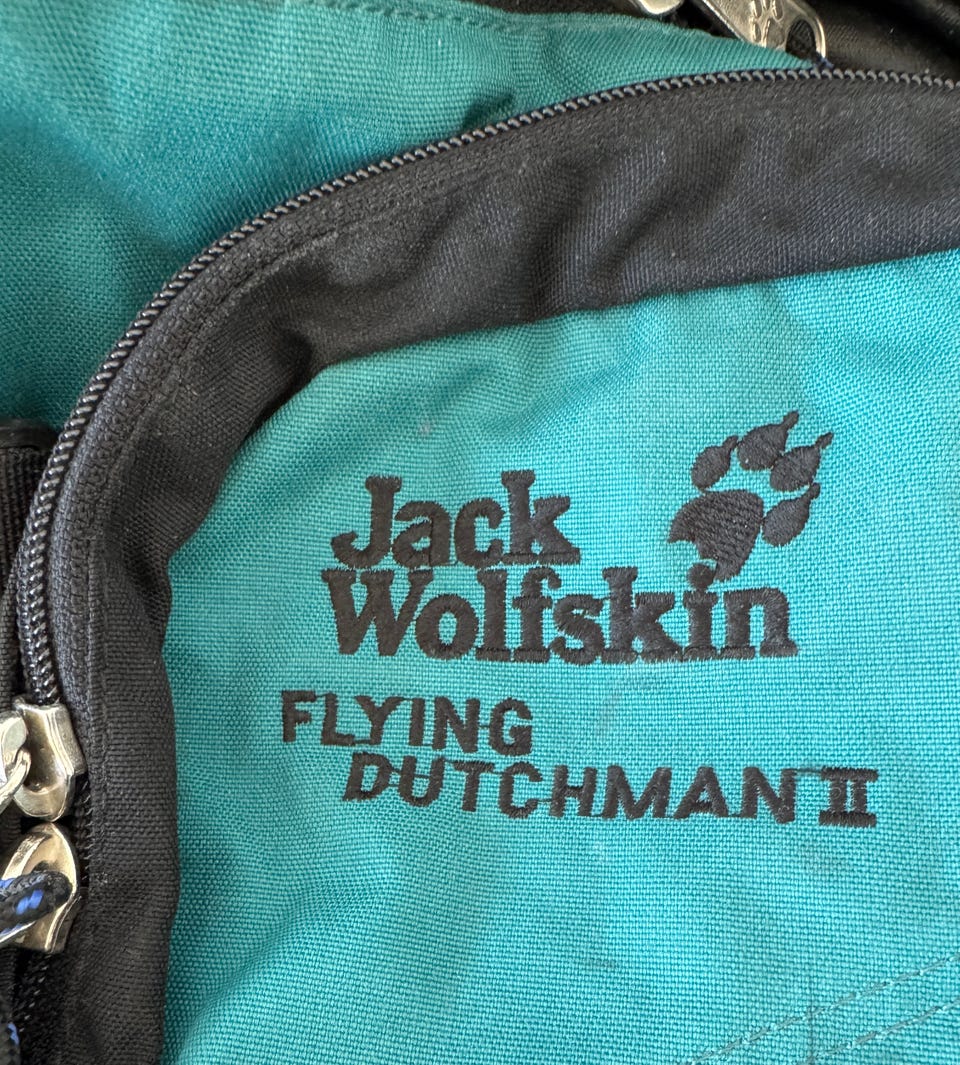 Jack
Wolfskin
FLYING
DUTCHMAN II